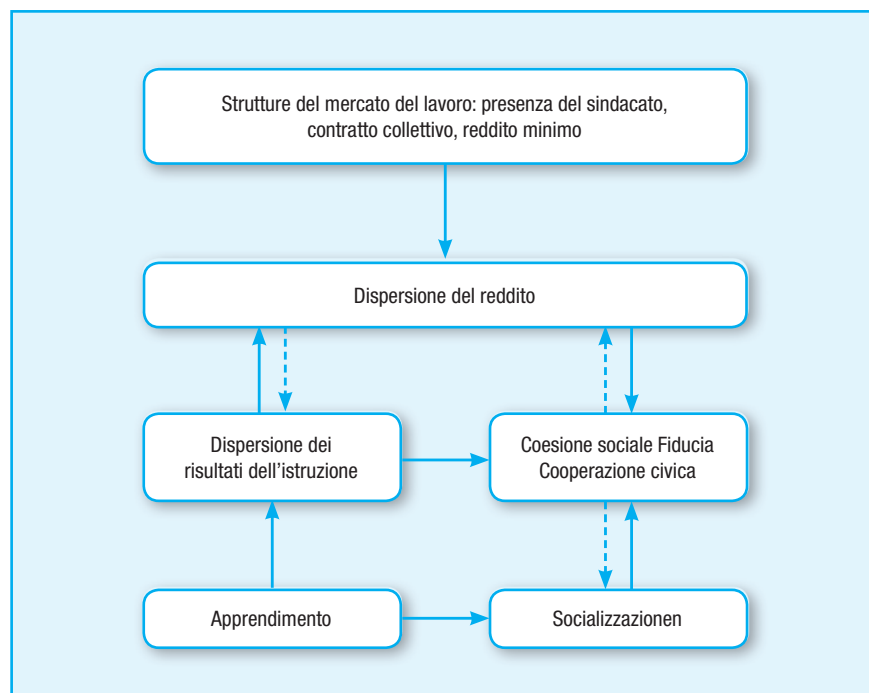 Strutture del mercato del lavoro: presenza del sindacato,
contratto collettivo, reddito minimo
Dispersione del reddito
Dispersione dei
risultati dell'istruzione
Coesione sociale Fiducia
Cooperazione civica
Apprendimento
Socializzazionen